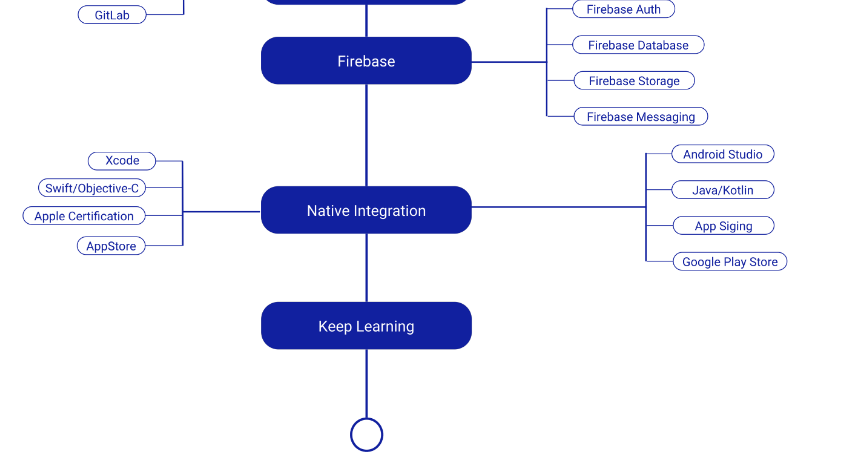 GitLab
Firebase Auth
Firebase
Firebase Database
Firebase Storage
Firebase Messaging
Xcode
Swift/Objective-C
Apple Certification
AppStore
Native Integration
Android Studio
Java/Kotlin
App Siging
Google Play Store
Keep Learning